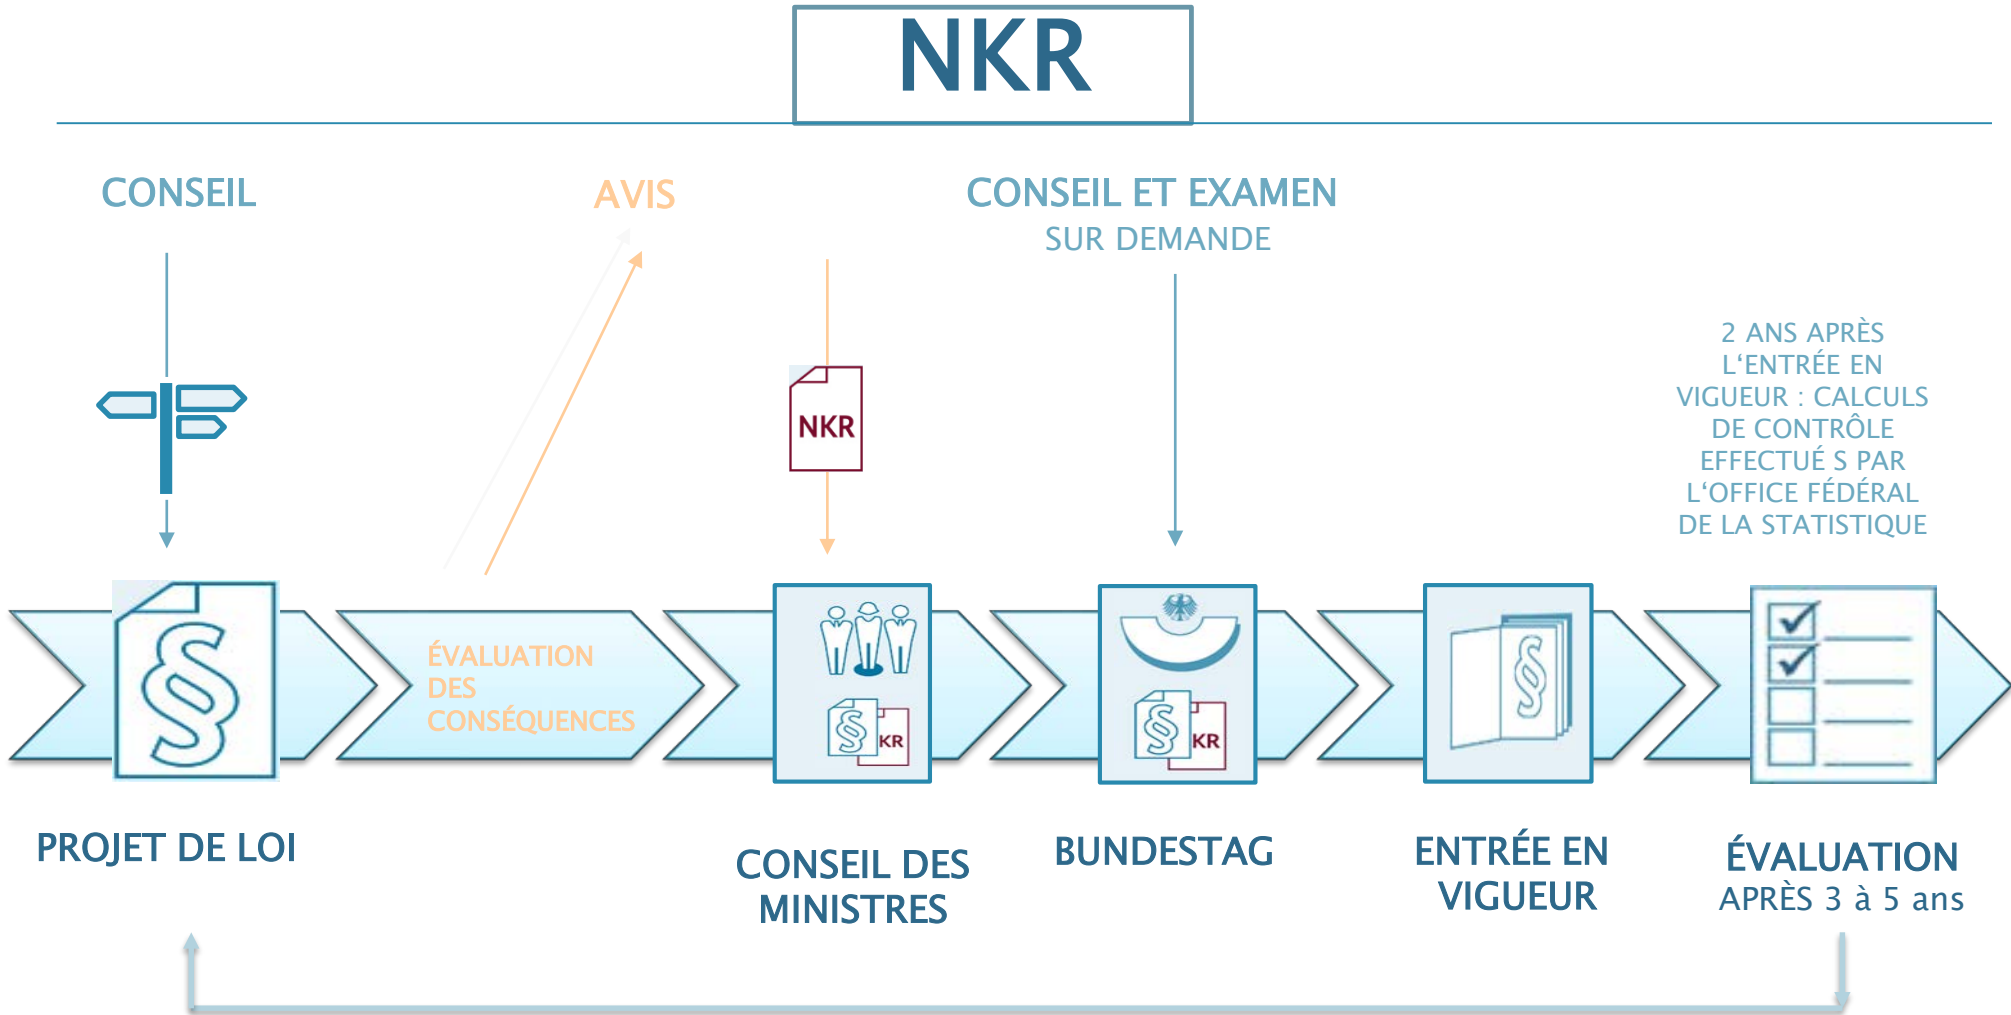 NKR
CONSEIL
AVIS
CONSEIL ET EXAMEN
SUR DEMANDE
2 ANS APRÈS
L‘ENTRÉE EN
VIGUEUR : CALCULS
DE CONTRÔLE
EFFECTUÉ S PAR
L‘OFFICE FÉDÉRAL
DE LA STATISTIQUE
NKR
§
ÉVALUATION
DES
CONSÉQUENCES
§ KR
§ KR
§
PROJET DE LOI
CONSEIL DES
MINISTRES
BUNDESTAG
ENTRÉE EN
VIGUEUR
ÉVALUATION
APRÈS 3 à 5 ans